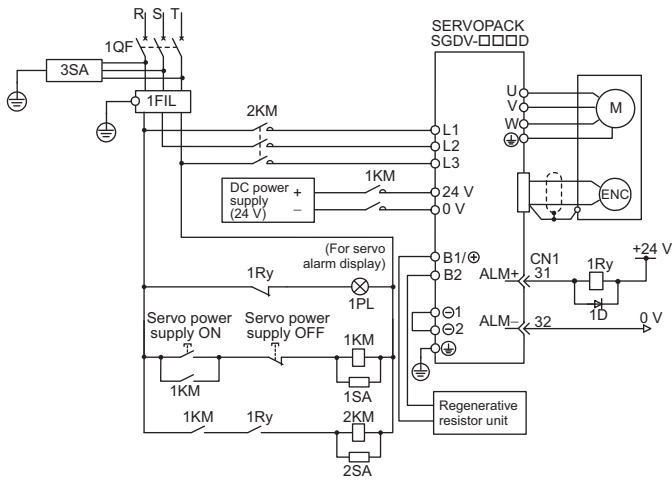 R S T
1QF
3SA
1FIL
SERVOPACK
SGDV-□□□D
U
V
W
M
2KM
L1
L2
L3
DC power
supply
(24 V)
+
−
1KM
24 V
0 V
ENC
(For servo
alarm display)
B1/⊕
B2
CN1
ALM+ 31
1Ry
+24 V
1D
ALM− 32
0 V
1Ry
1PL
⊖1
⊖2
Servo power
supply ON
Servo power
supply OFF
1KM
1KM
1SA
Regenerative
resistor unit
1KM
1Ry
2KM
2SA